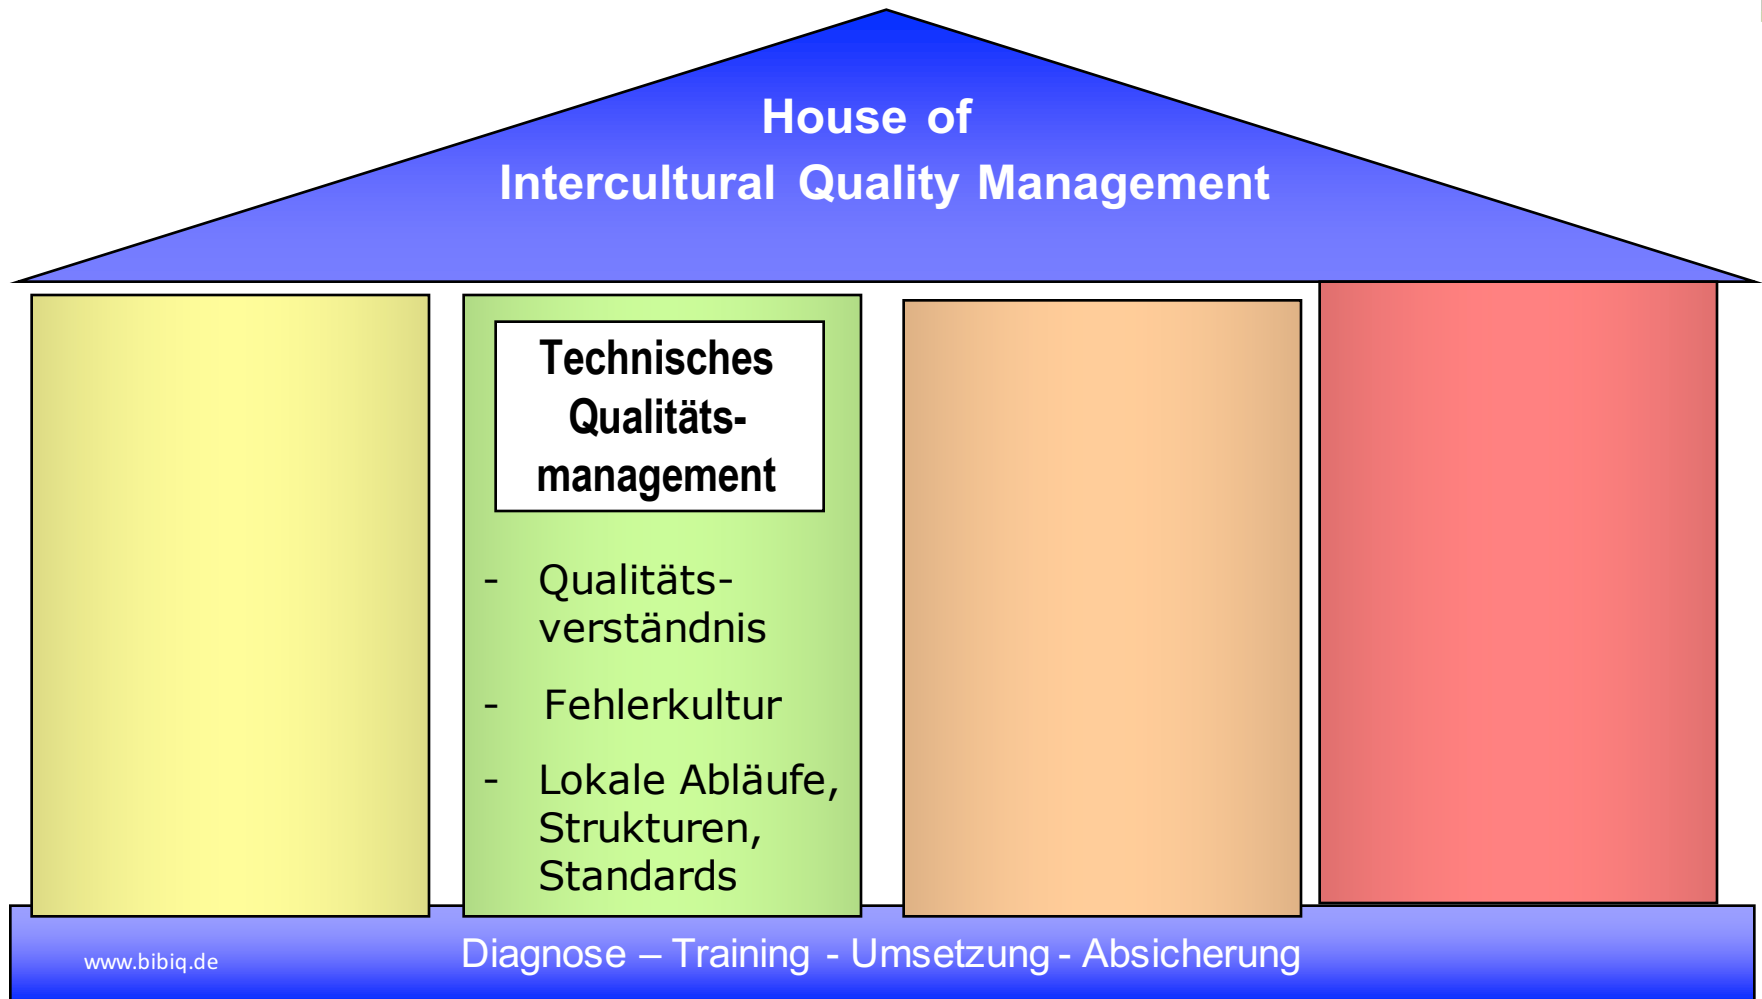 House of
Intercultural Quality Management
Technisches
Qualitäts-
management
- Qualitäts-
verständnis
- Fehlerkultur
- Lokale Abläufe,
Strukturen,
Standards
www.bibiq.de
Diagnose – Training - Umsetzung - Absicherung